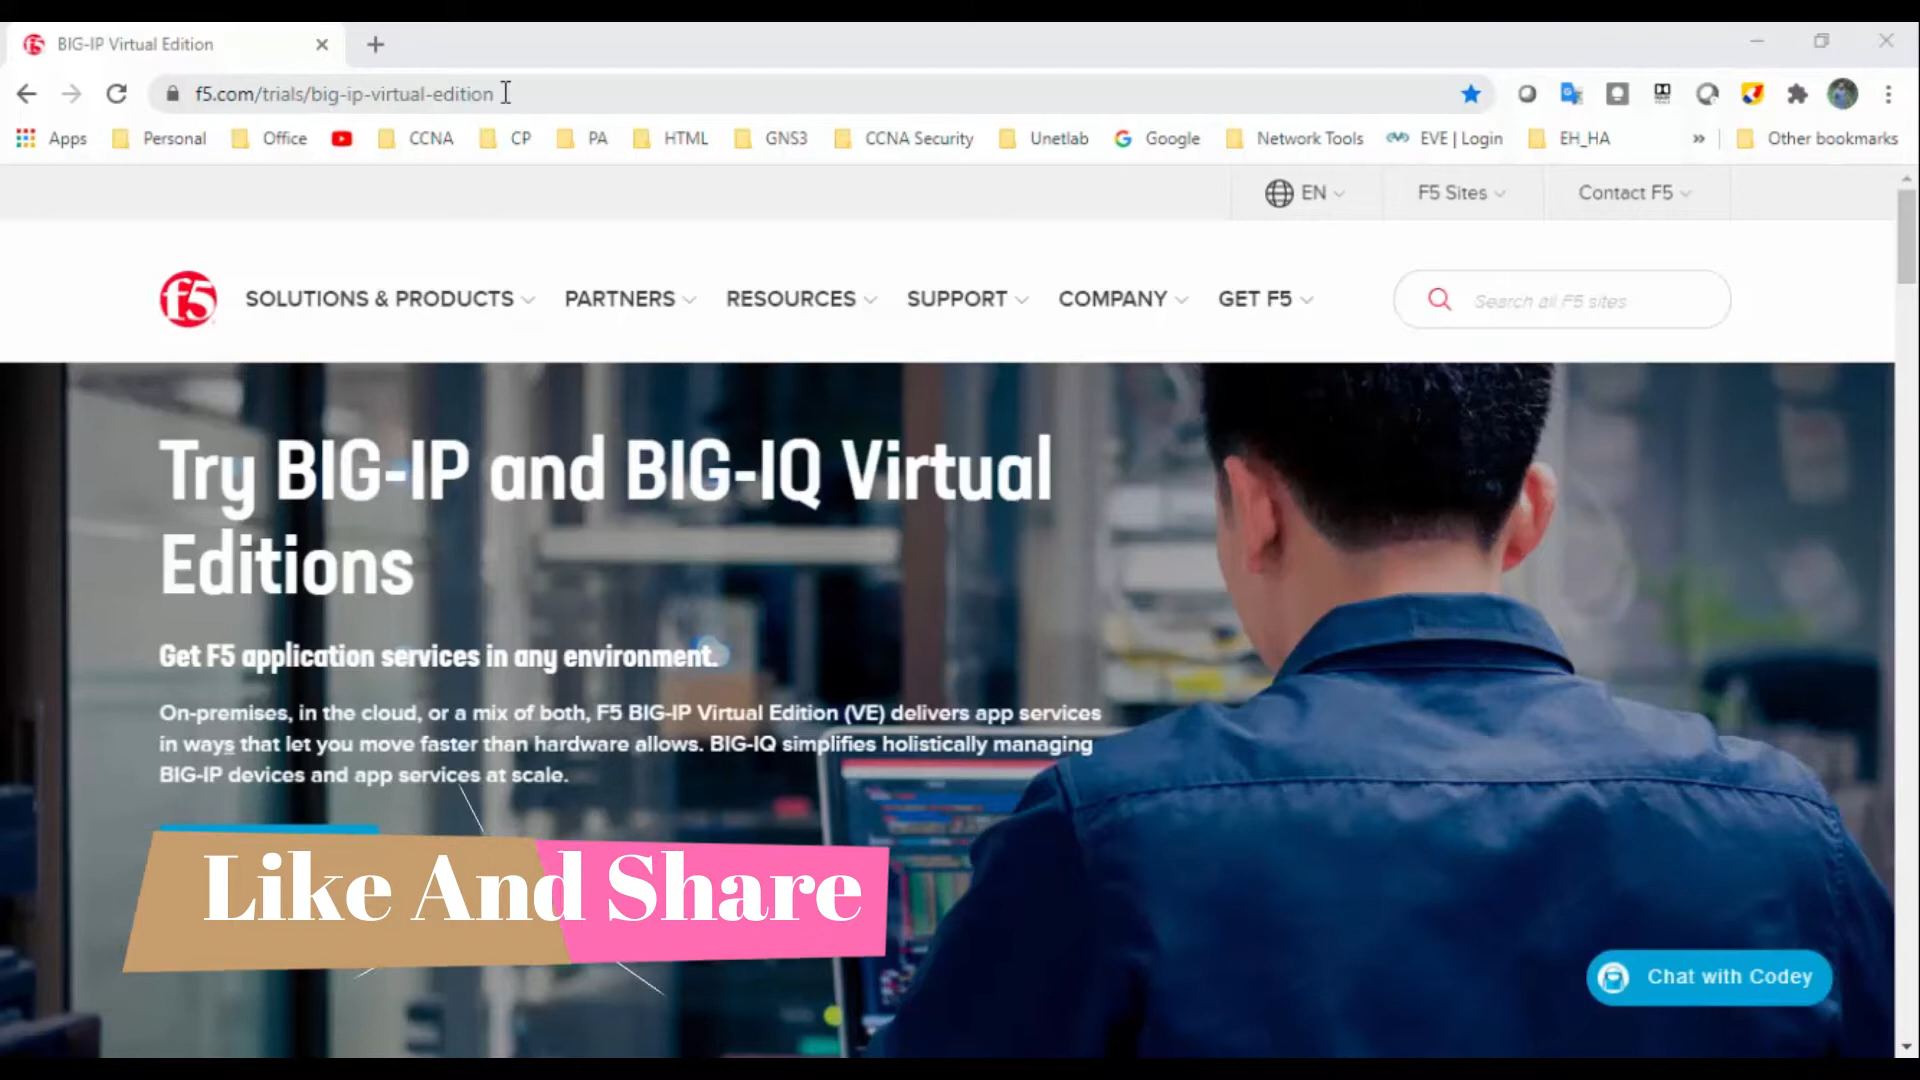 BIG-IP Virtual Edition
f5.com/trials/big-ip-virtual-edition
Apps Personal Office CCNA CP PA HTML GNS3 CCNA Security Unetlab Google Network Tools EVE | Login EH_HA » Other bookmarks
EN F5 Sites Contact F5
f5 SOLUTIONS & PRODUCTS PARTNERS RESOURCES SUPPORT COMPANY GET F5 Search all F5 sites
Try BIG-IP and BIG-IQ Virtual
Editions
Get F5 application services in any environment.
On-premises, in the cloud, or a mix of both, F5 BIG-IP Virtual Edition (VE) delivers app services
in ways that let you move faster than hardware allows. BIG-IQ simplifies holistically managing
BIG-IP devices and app services at scale.
Like And Share
Chat with Codey